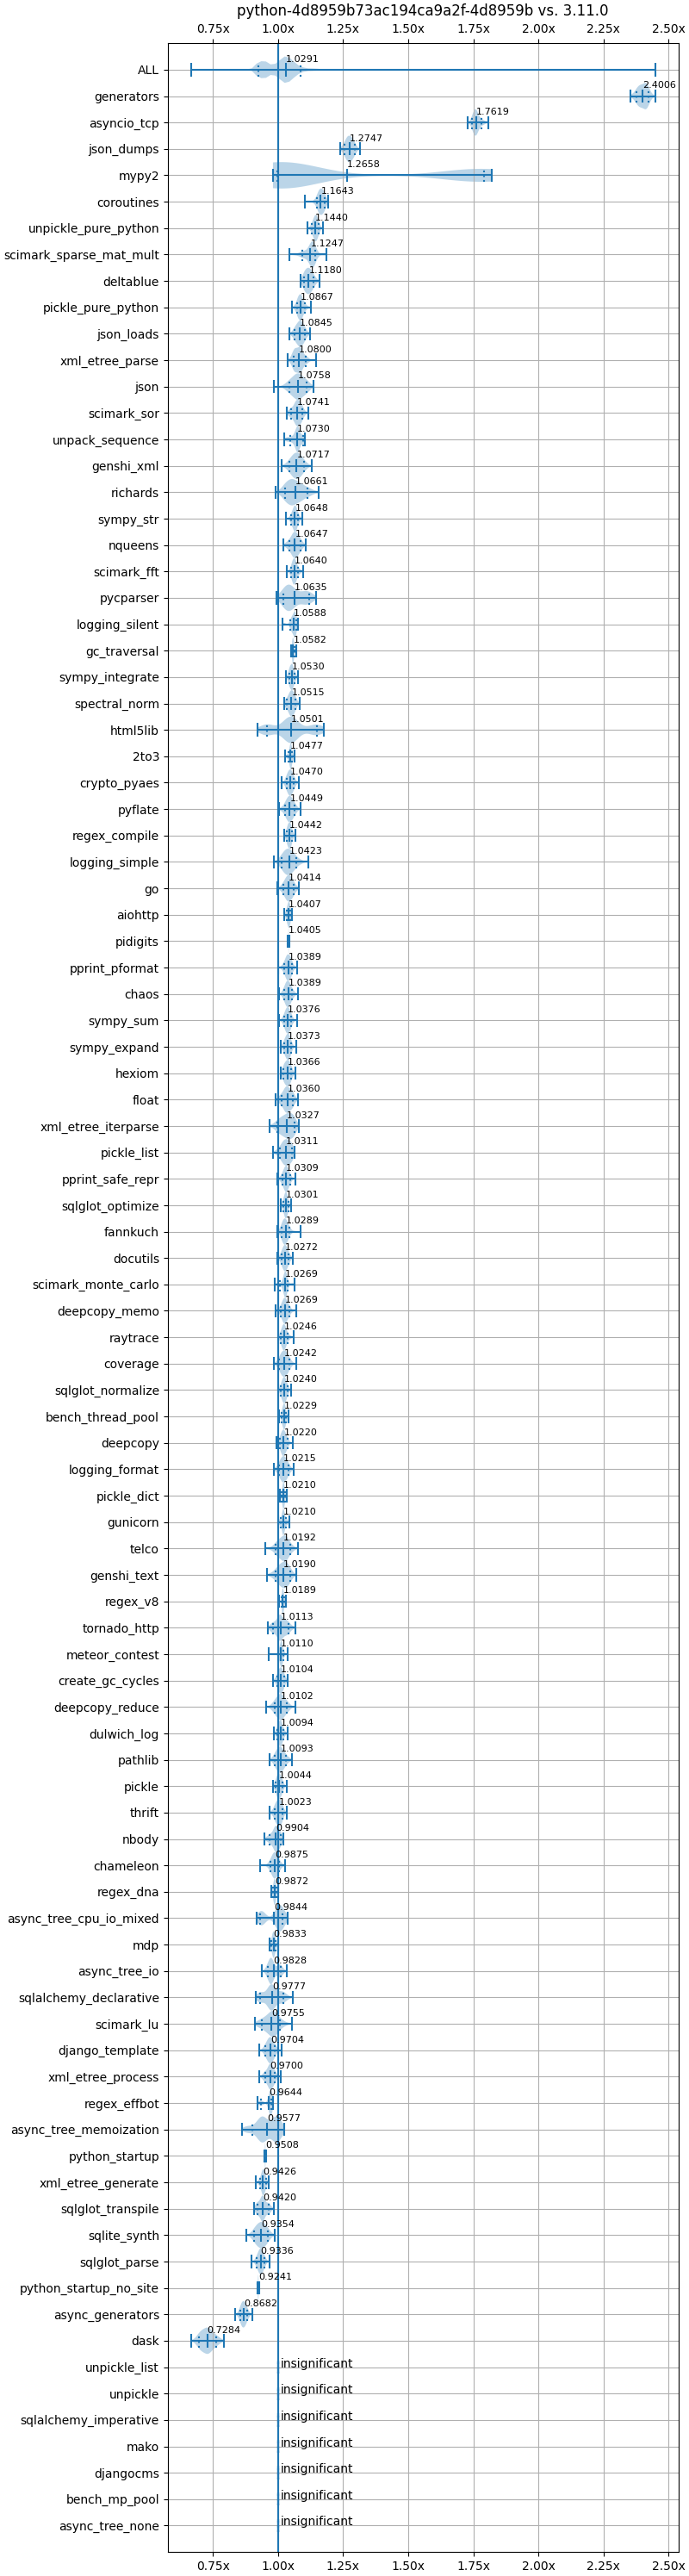 python-4d8959b73ac194ca9a2f-4d8959b vs. 3.11.0
0.75x 1.00x 1.25x 1.50x 1.75x 2.00x 2.25x 2.50x
ALL 1.0291
generators 2.4006
asyncio_tcp 1.7619
json_dumps 1.2747
mypy2 1.2658
coroutines 1.1643
unpickle_pure_python 1.1440
scimark_sparse_mat_mult 1.1247
deltablue 1.1180
pickle_pure_python 1.0867
json_loads 1.0845
xml_etree_parse 1.0800
json 1.0758
scimark_sor 1.0741
unpack_sequence 1.0730
genshi_xml 1.0717
richards 1.0661
sympy_str 1.0648
nqueens 1.0647
scimark_fft 1.0640
pycparser 1.0635
logging_silent 1.0588
gc_traversal 1.0582
sympy_integrate 1.0530
spectral_norm 1.0515
html5lib 1.0501
2to3 1.0477
crypto_pyaes 1.0470
pyflate 1.0449
regex_compile 1.0442
logging_simple 1.0423
go 1.0414
aiohttp 1.0407
pidigits 1.0405
pprint_pformat 1.0389
chaos 1.0389
sympy_sum 1.0376
sympy_expand 1.0373
hexiom 1.0366
float 1.0360
xml_etree_iterparse 1.0327
pickle_list 1.0311
pprint_safe_repr 1.0309
sqlglot_optimize 1.0301
fannkuch 1.0289
docutils 1.0272
scimark_monte_carlo 1.0269
deepcopy_memo 1.0269
raytrace 1.0246
coverage 1.0242
sqlglot_normalize 1.0240
bench_thread_pool 1.0229
deepcopy 1.0220
logging_format 1.0215
pickle_dict 1.0210
gunicorn 1.0210
telco 1.0192
genshi_text 1.0190
regex_v8 1.0189
tornado_http 1.0113
meteor_contest 1.0110
create_gc_cycles 1.0104
deepcopy_reduce 1.0102
dulwich_log 1.0094
pathlib 1.0093
pickle 1.0044
thrift 1.0023
nbody 0.9904
chameleon 0.9875
regex_dna 0.9872
async_tree_cpu_io_mixed 0.9844
mdp 0.9833
async_tree_io 0.9828
sqlalchemy_declarative 0.9777
scimark_lu 0.9755
django_template 0.9704
xml_etree_process 0.9700
regex_effbot 0.9644
async_tree_memoization 0.9577
python_startup 0.9508
xml_etree_generate 0.9426
sqlglot_transpile 0.9420
sqlite_synth 0.9354
sqlglot_parse 0.9336
python_startup_no_site 0.9241
async_generators 0.8682
dask 0.7284
unpickle_list insignificant
unpickle insignificant
sqlalchemy_imperative insignificant
mako insignificant
djangocms insignificant
bench_mp_pool insignificant
async_tree_none insignificant
0.75x 1.00x 1.25x 1.50x 1.75x 2.00x 2.25x 2.50x